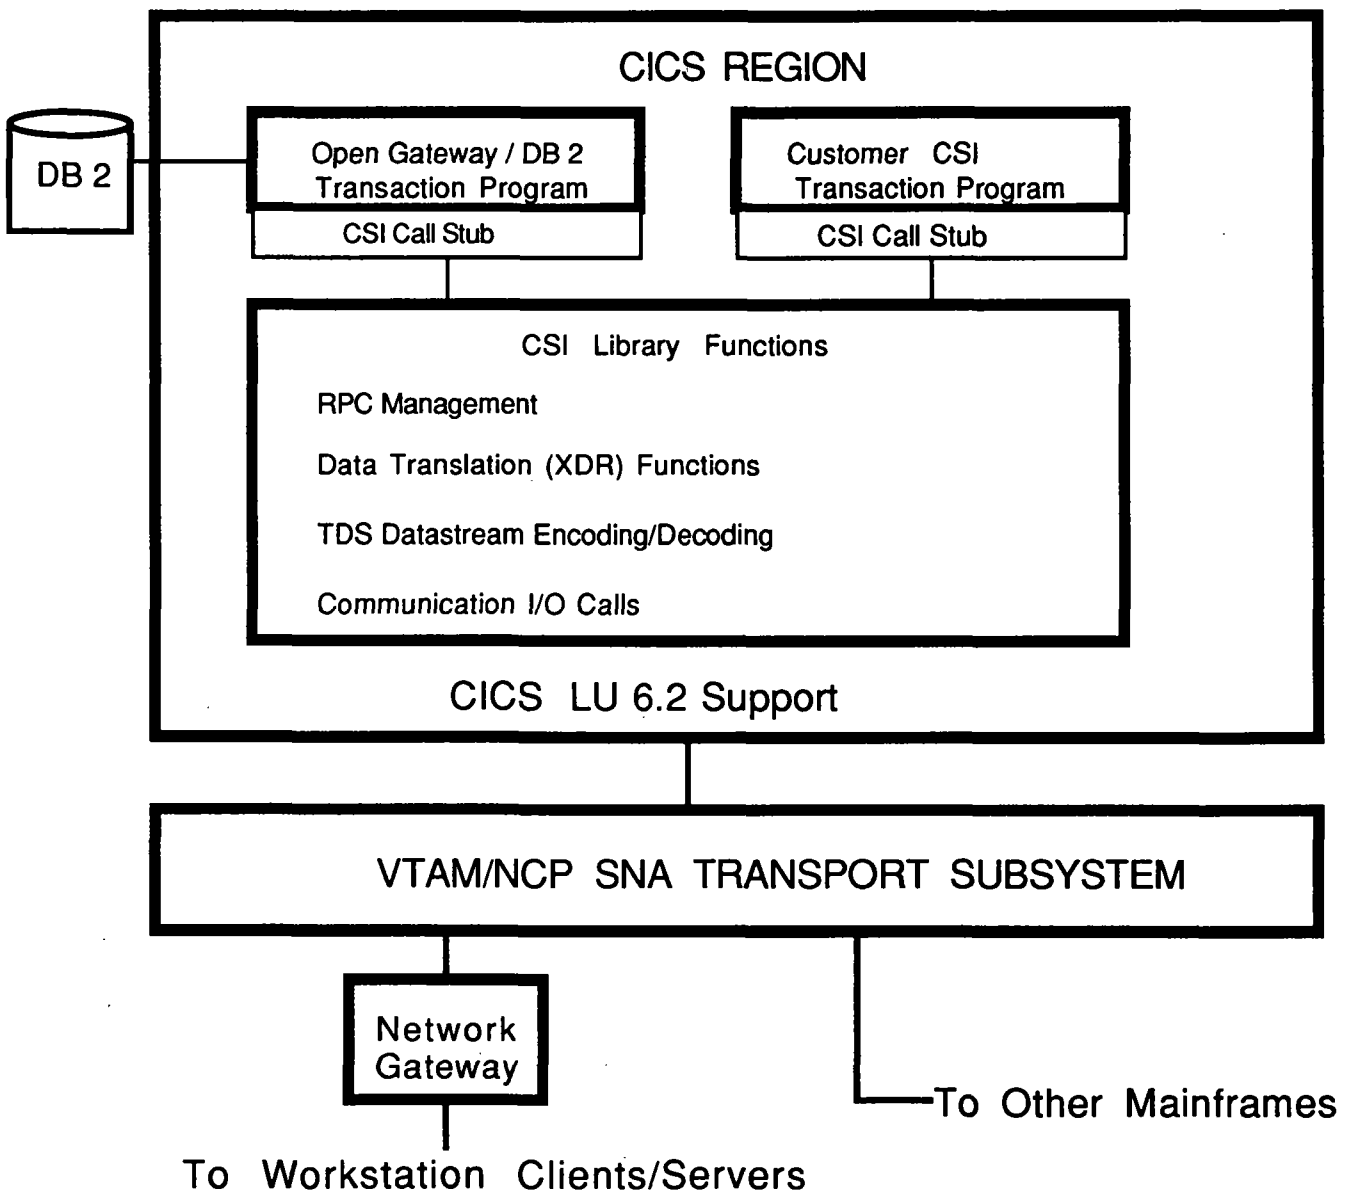 CICS REGION
DB 2
Open Gateway / DB 2
Transaction Program
CSI Call Stub
Customer CSI
Transaction Program
CSI Call Stub
CSI Library Functions
RPC Management
Data Translation (XDR) Functions
TDS Datastream Encoding/Decoding
Communication I/O Calls
CICS LU 6.2 Support
VTAM/NCP SNA TRANSPORT SUBSYSTEM
Network
Gateway
To Other Mainframes
To Workstation Clients/Servers